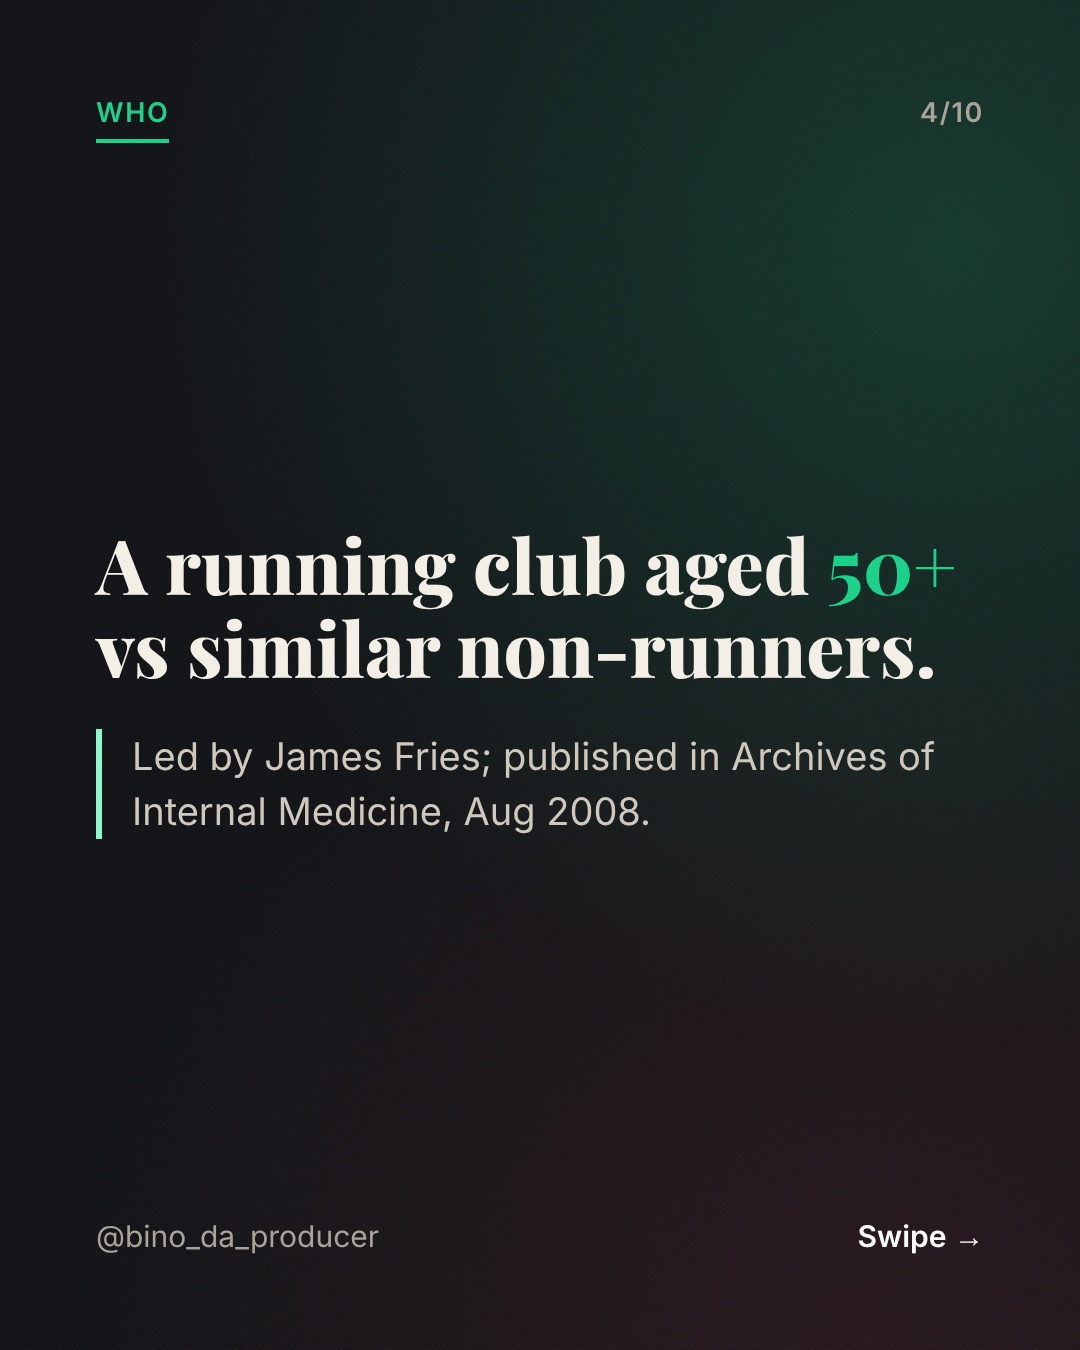 WHO
4/10
A running club aged 50+
vs similar non-runners.
Led by James Fries; published in Archives of
Internal Medicine, Aug 2008.
@bino_da_producer
Swipe →